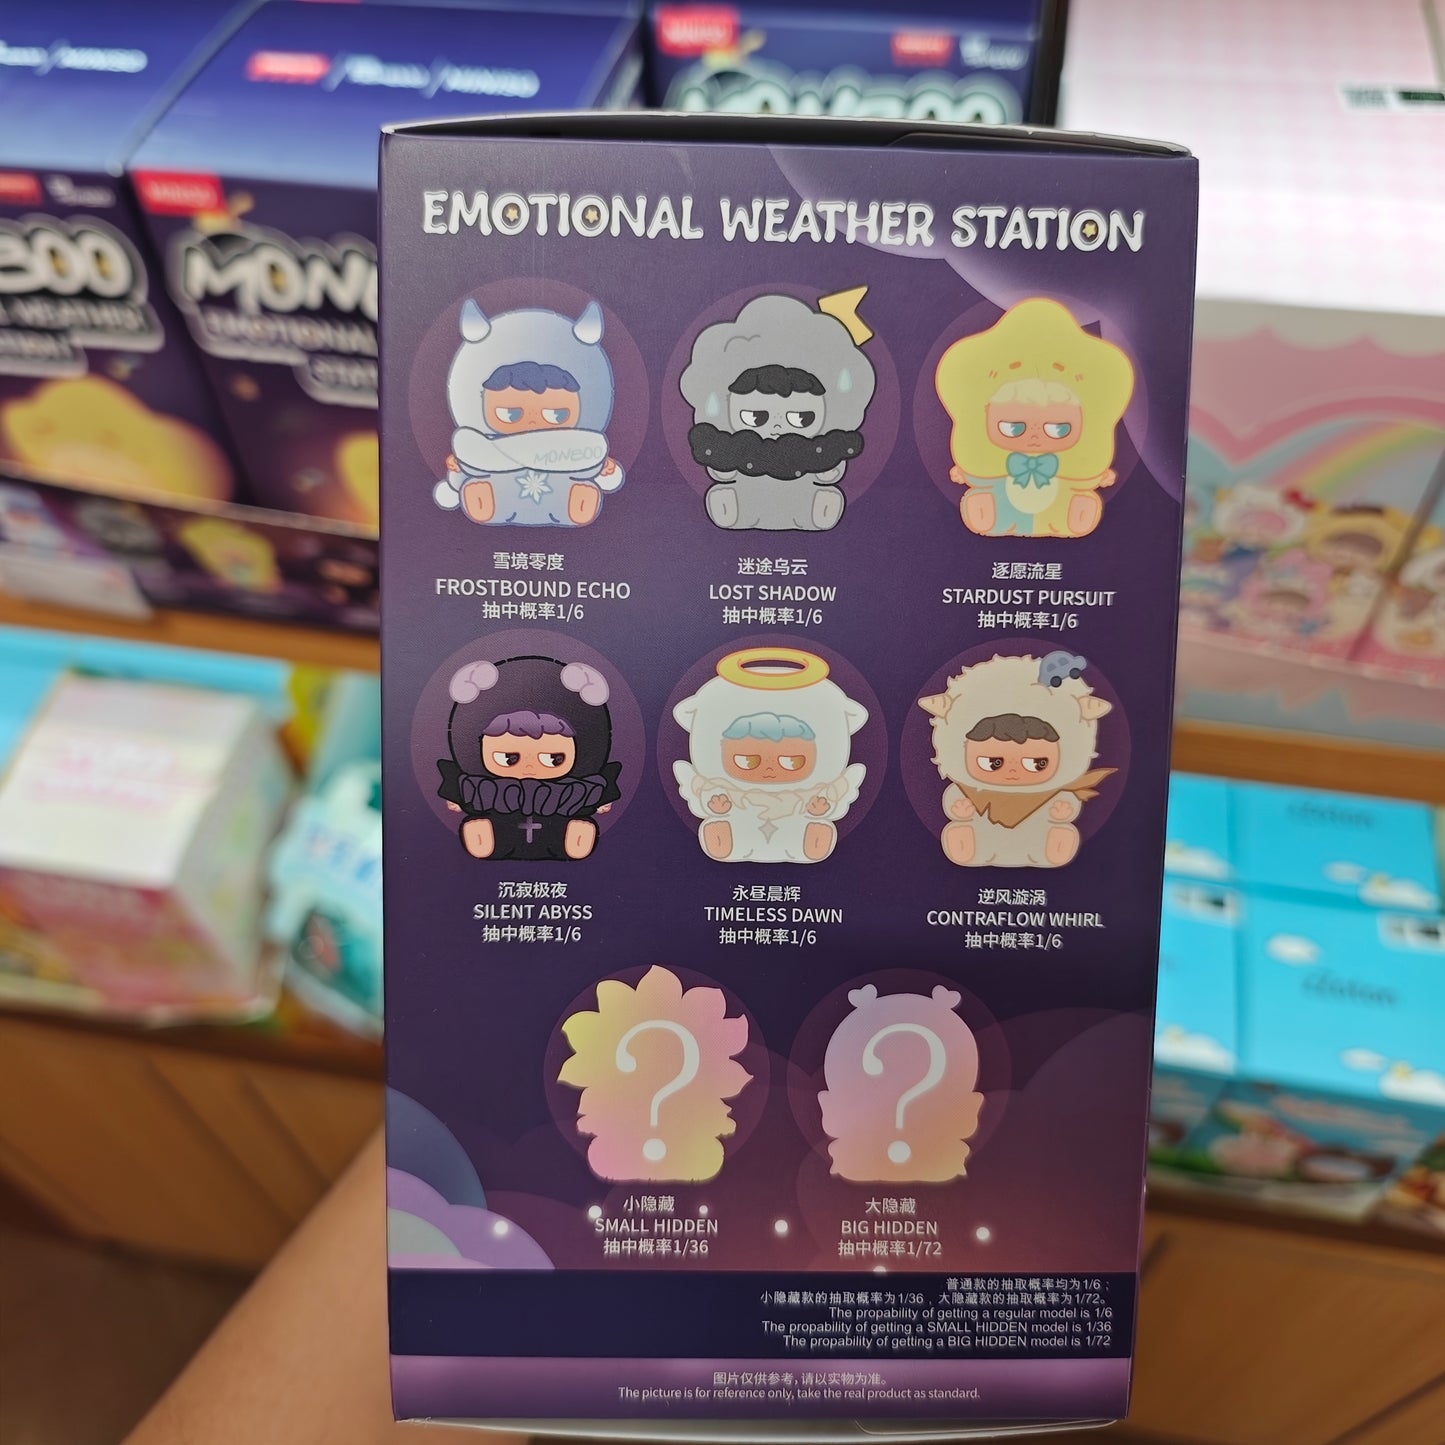 EMOTIONAL WEATHER STATION
MONBOO
雪境零度
FROSTBOUND ECHO
抽中概率1/6
迷途乌云
LOST SHADOW
抽中概率1/6
逐愿流星
STARDUST PURSUIT
抽中概率1/6
沉寂极夜
SILENT ABYSS
抽中概率1/6
永昼晨辉
TIMELESS DAWN
抽中概率1/6
逆风漩涡
CONTRAFLOW WHIRL
抽中概率1/6
?
小隐藏
SMALL HIDDEN
抽中概率1/36
?
大隐藏
BIG HIDDEN
抽中概率1/72
普通款的抽取概率均为1/6；
小隐藏款的抽取概率为1/36，大隐藏款的抽取概率为1/72。
The propability of getting a regular model is 1/6
The propability of getting a SMALL HIDDEN model is 1/36
The propability of getting a BIG HIDDEN model is 1/72
图片仅供参考,请以实物为准。
The picture is for reference only, take the real product as standard.